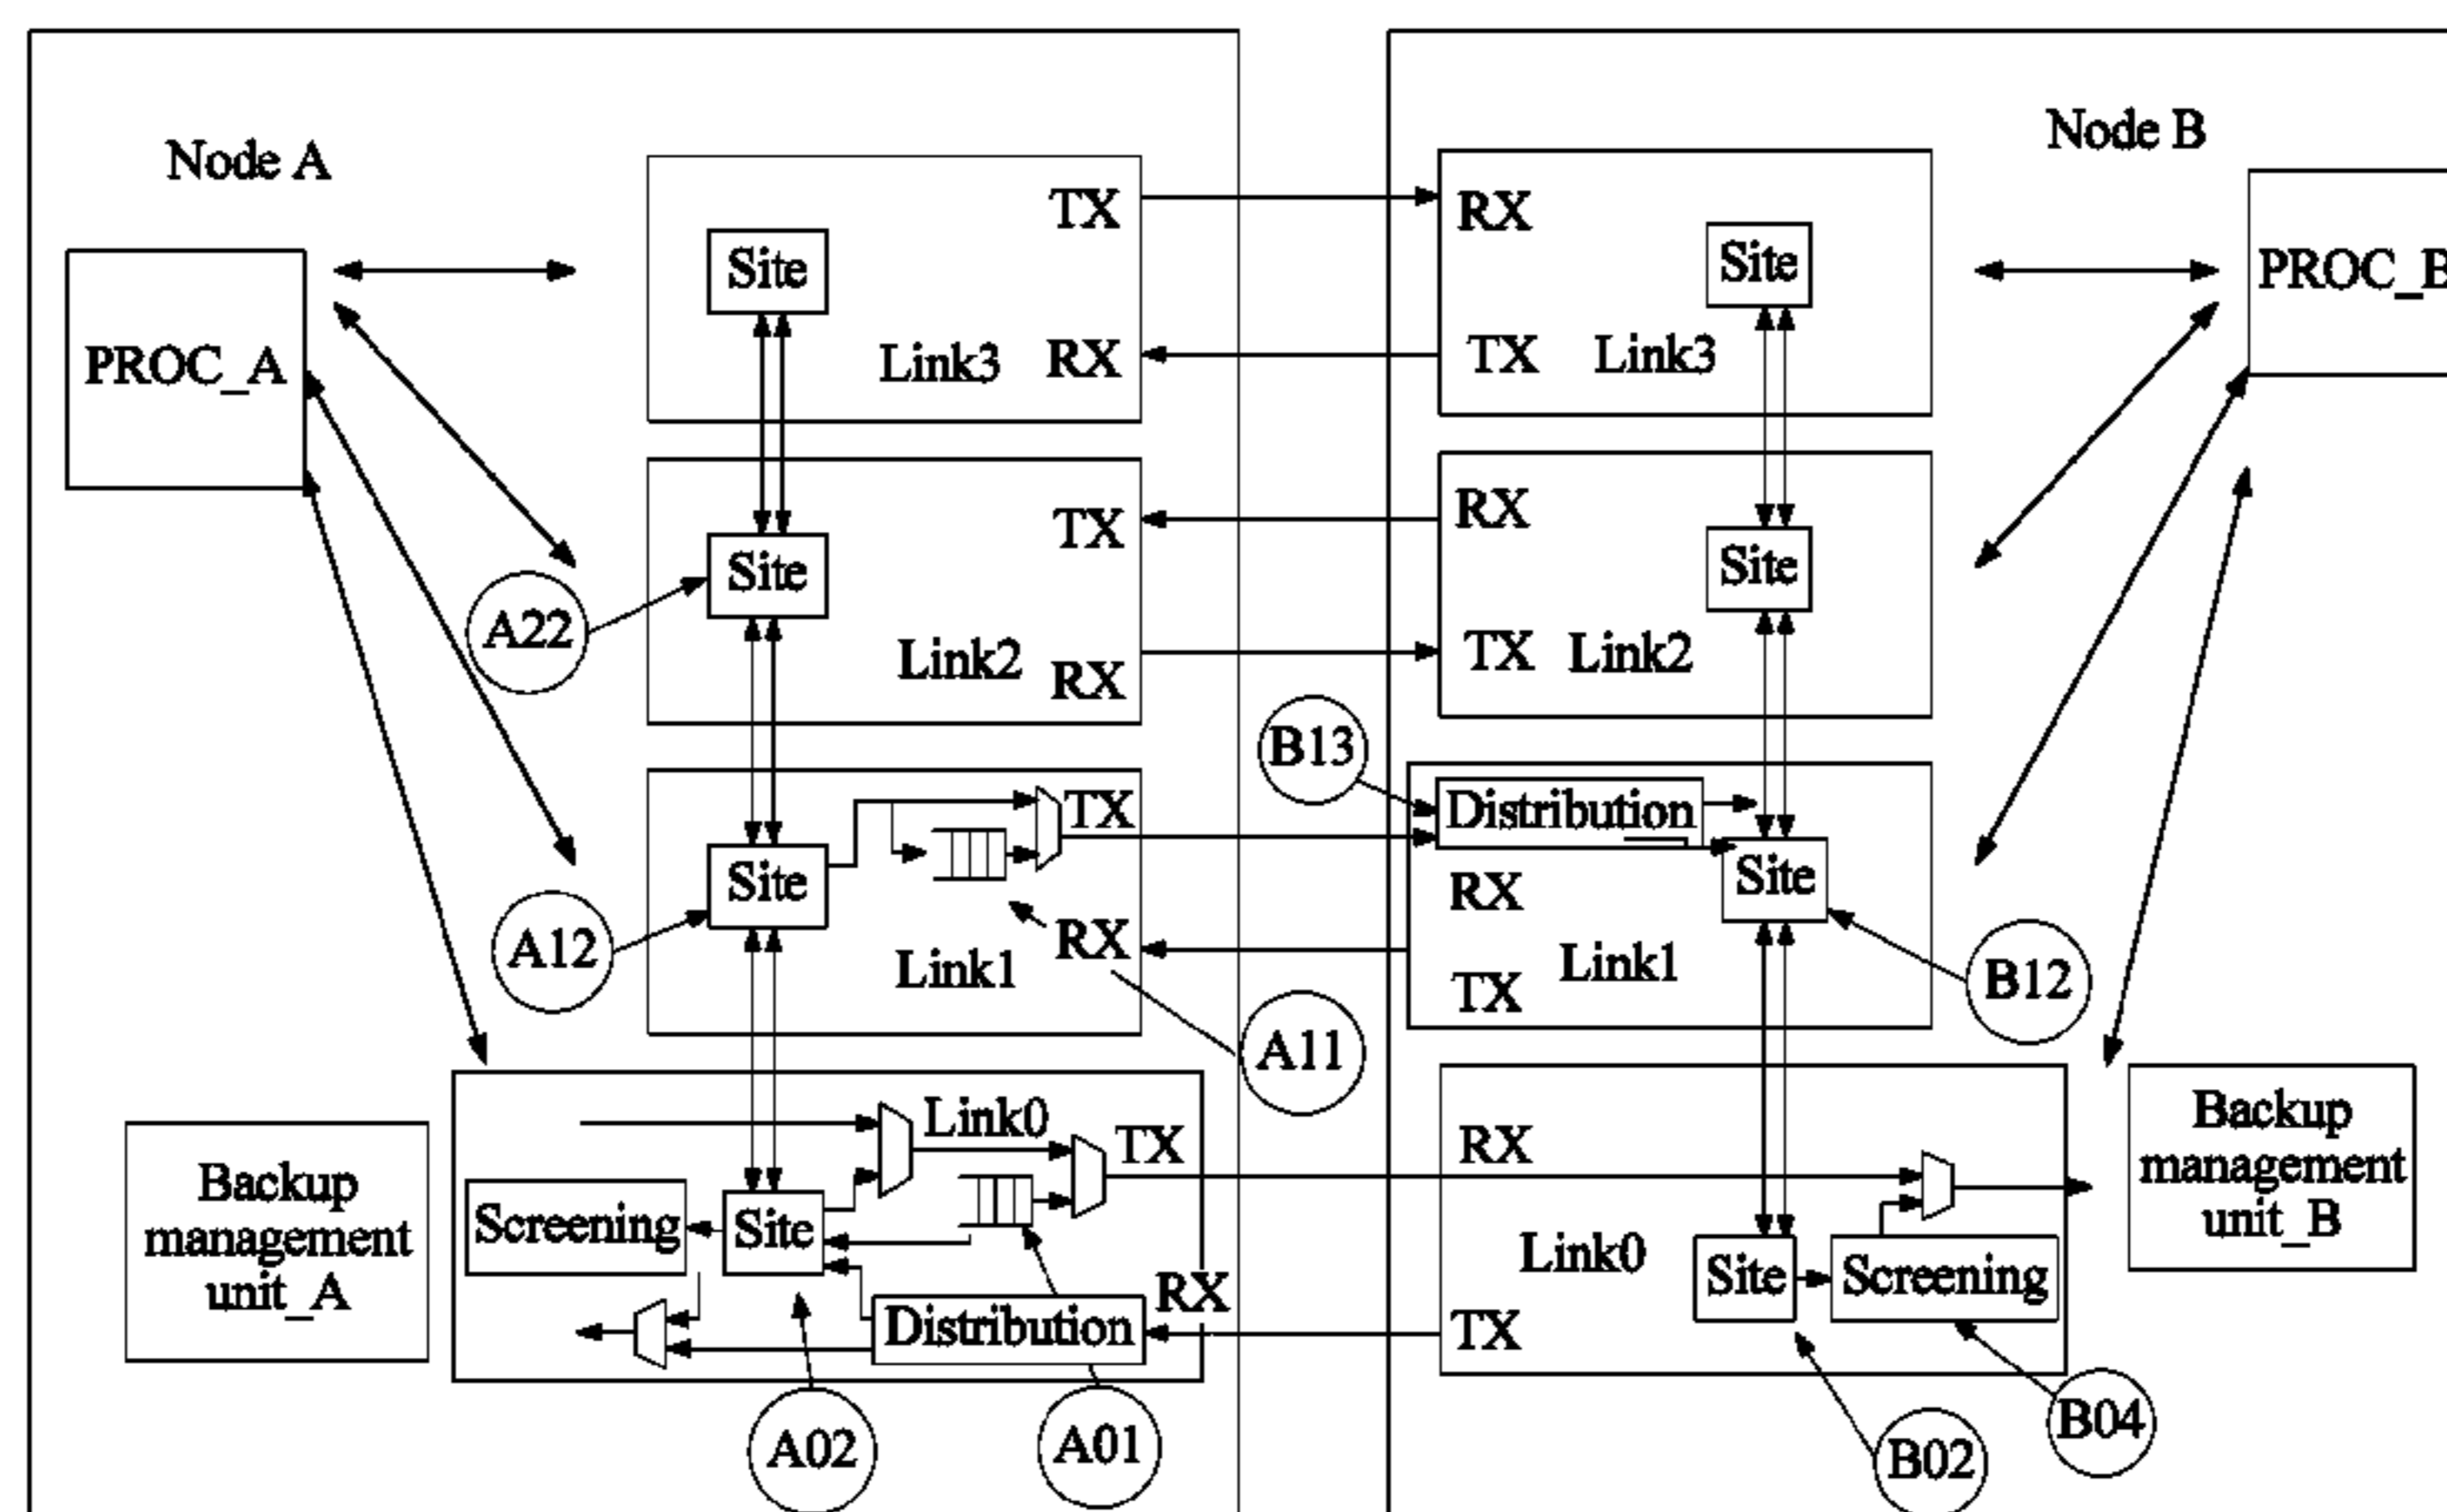 Node A
Node B
PROC_A
PROC_B
Site
TX
Link3
RX
RX
Site
TX
Link3
Site
TX
Link2
RX
A22
RX
Site
TX
Link2
B13
Site
TX
RX
Link1
A12
A11
Distribution
Site
RX
Link1
TX
B12
Backup
management
unit_A
Link0
TX
Screening
Site
RX
Distribution
A02
A01
RX
Link0
Site
Screening
TX
B02
B04
Backup
management
unit_B